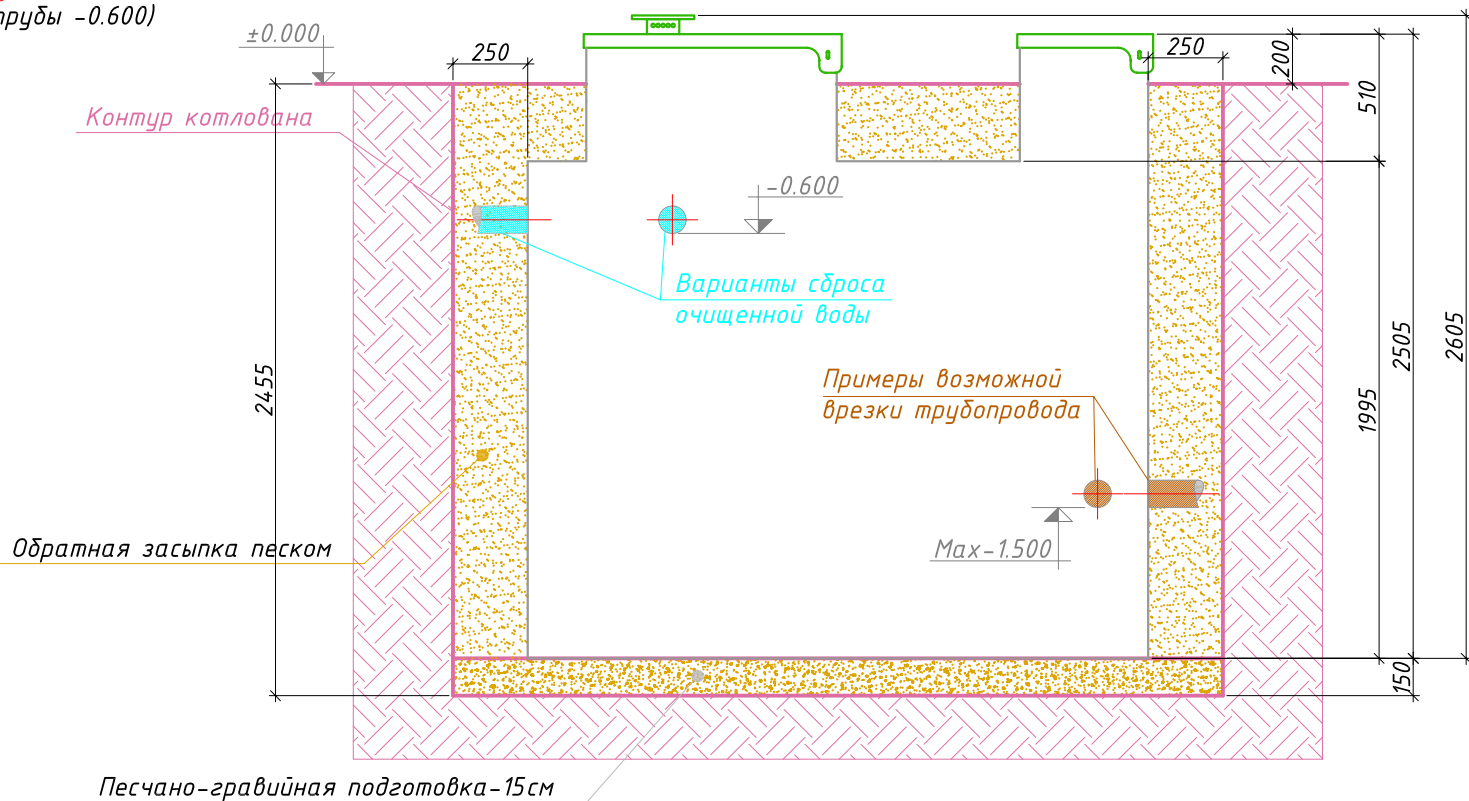 трубы -0.600)
±0.000
250
250
200
510
Контур котлована
-0.600
Варианты сброса
очищенной воды
2605
2505
2455
1995
Примеры возможной
врезки трубопровода
Обратная засыпка песком
Max-1.500
150
Песчано-гравийная подготовка-15см